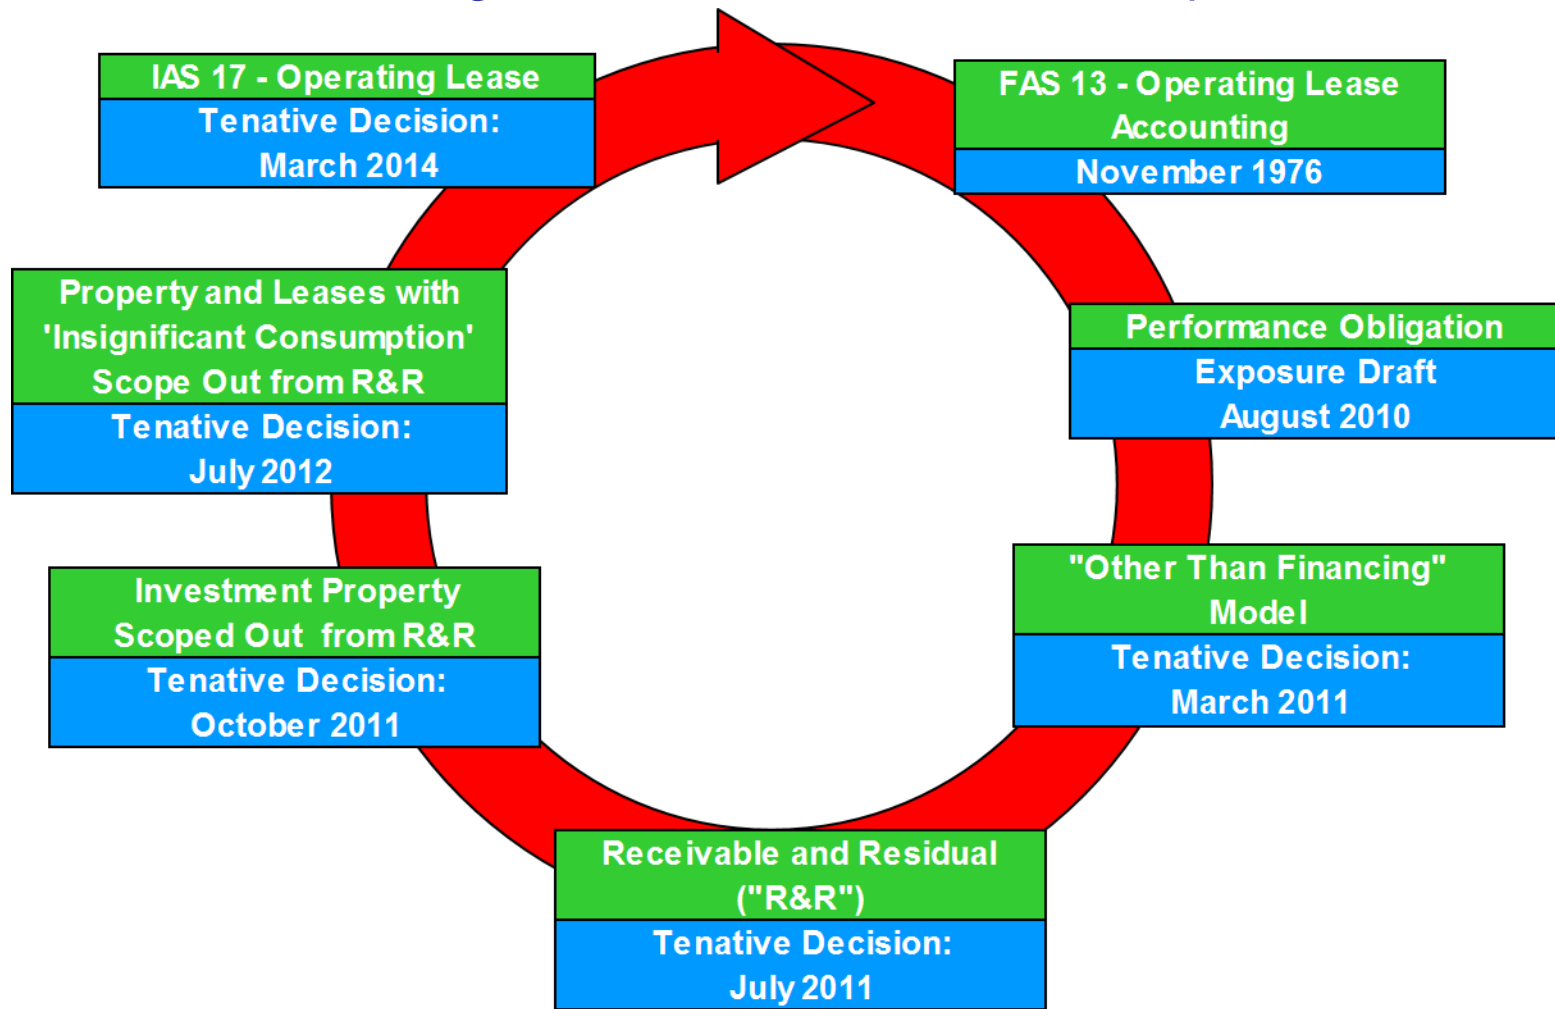 FAS 13 - Operating Lease
Accounting
November 1976
Performance Obligation
Exposure Draft
August 2010
"Other Than Financing"
Model
Tenative Decision:
March 2011
Receivable and Residual
("R&R")
Tenative Decision:
July 2011
Investment Property
Scoped Out from R&R
Tenative Decision:
October 2011
Property and Leases with
'Insignificant Consumption'
Scope Out from R&R
Tenative Decision:
July 2012
IAS 17 - Operating Lease
Tenative Decision:
March 2014